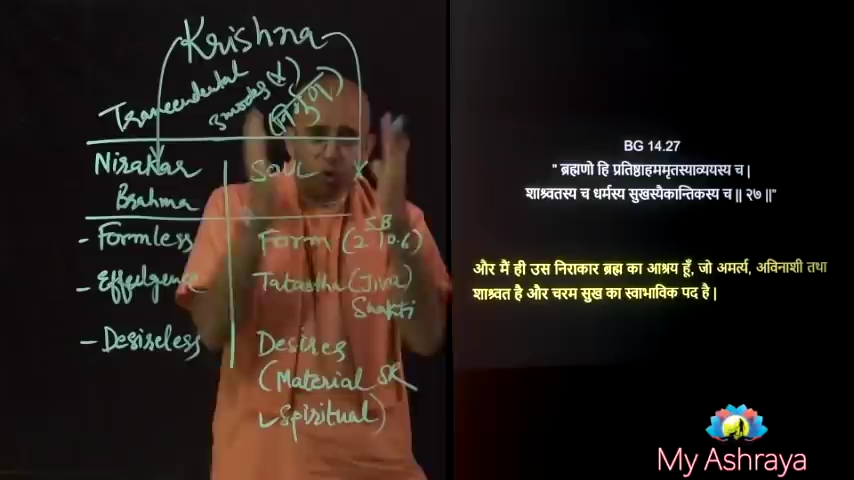 Krishna
Transcendental
3 modes (x)
(निर्गुण)
Nirakar
Brahma
Soul
- Formless
Form (2
SB
10.6)
- Effulgence
Tatastha (Jiva)
Shakti
- Desireless
Desires
(Material
Spiritual)
BG 14.27
" ब्रह्मणो हि प्रतिष्ठाहममृतस्याव्ययस्य च |
शाश्र्वतस्य च धर्मस्य सुखस्यैकान्तिकस्य च || २७ ||"
और मैं ही उस निराकार ब्रह्म का आश्रय हूँ, जो अमर्त्य, अविनाशी तथा
शाश्र्वत है और चरम सुख का स्वाभाविक पद है |
My Ashraya